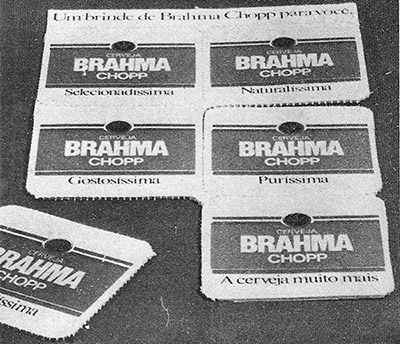 Um brinde de Brahma Chopp para você.
CERVEJA
BRAHMA
CHOPP
Selecionadíssima
CERVEJA
BRAHMA
CHOPP
Naturalíssima
CERVEJA
BRAHMA
CHOPP
Gostosíssima
CERVEJA
BRAHMA
CHOPP
Puríssima
CERVEJA
BRAHMA
CHOPP
A cerveja muito mais
BRAHMA
CHOPP
íssima